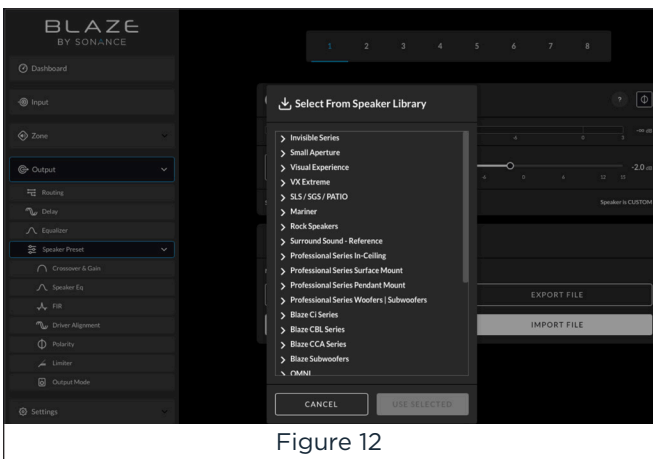 BLAZE
BY SONANCE
Dashboard
Input
Zone
Output
Routing
Delay
Equalizer
Speaker Preset
Crossover & Gain
Speaker Eq
FIR
Driver Alignment
Polarity
Limiter
Output Mode
Settings
1 2 3 4 5 6 7 8
Select From Speaker Library
Invisible Series
Small Aperture
Visual Experience
VX Extreme
SLS / SGS / PATIO
Mariner
Rock Speakers
Surround Sound - Reference
Professional Series In-Ceiling
Professional Series Surface Mount
Professional Series Pendant Mount
Professional Series Woofers | Subwoofers
Blaze Ci Series
Blaze CBL Series
Blaze CCA Series
Blaze Subwoofers
OMNI
CANCEL USE SELECTED
?
-∞ dB
-2.0 dB
Speaker is CUSTOM
EXPORT FILE
IMPORT FILE
Figure 12